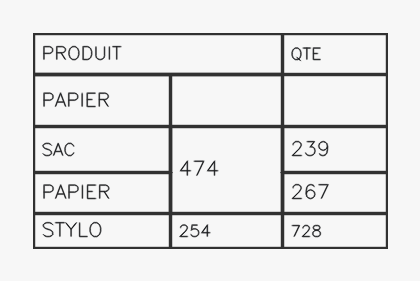 PRODUIT QTE
PAPIER
SAC 474 239
PAPIER 267
STYLO 254 728